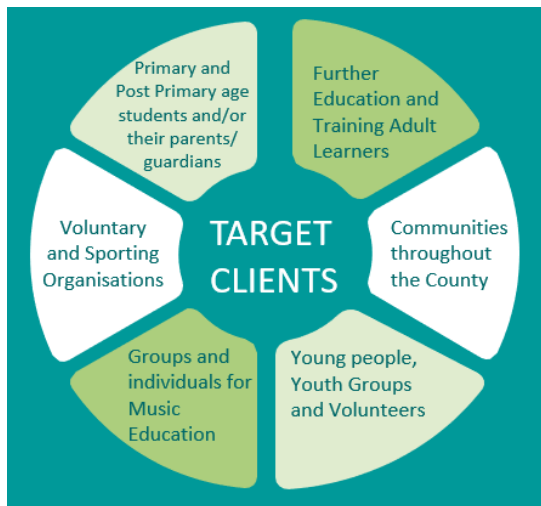 Primary and
Post Primary age
students and/or
their parents/
guardians
Further
Education and
Training Adult
Learners
Voluntary
and Sporting
Organisations
TARGET
CLIENTS
Communities
throughout
the County
Groups and
individuals for
Music
Education
Young people,
Youth Groups
and Volunteers